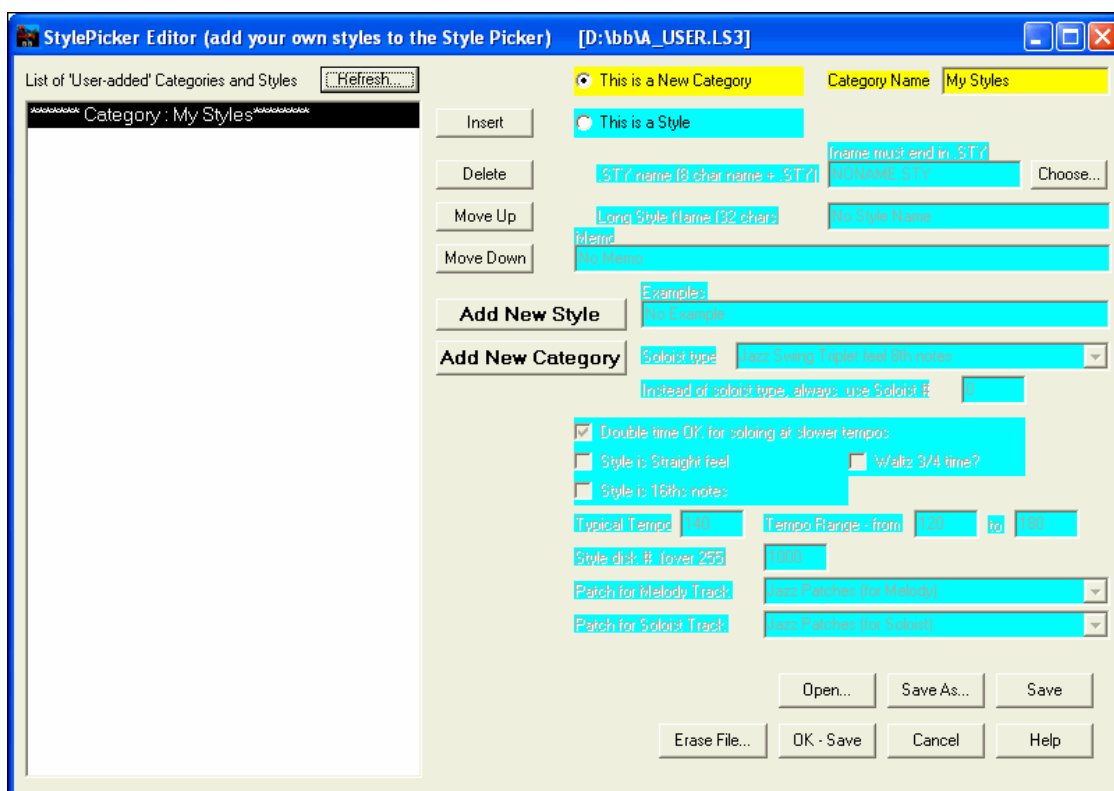 StylePicker Editor (add your own styles to the Style Picker) [D:\bb\A_USER.LS3]
List of 'User-added' Categories and Styles Refresh....
This is a New Category Category Name My Styles
******** Category : My Styles*********
Insert
This is a Style
(name must end in .STY
Delete
.STY name (8 char name + .STY) NONAME.STY Choose...
Move Up
Long Style Name (32 chars No Style Name
Memo
Move Down
No Memo
Examples
Add New Style
No Example
Add New Category
Soloist type Jazz Swing Triplet feel 8th notes
Instead of soloist type, always use Soloist # 0
Double time OK for soloing at slower tempos
Style is Straight feel Waltz 3/4 time?
Style is 16ths notes
Typical Tempo 140 Tempo Range - from 120 to 180
Style disk # (over 255 1000
Patch for Melody Track Jazz Patches (for Melody)
Patch for Soloist Track Jazz Patches (for Soloist)
Open... Save As... Save
Erase File... OK - Save Cancel Help